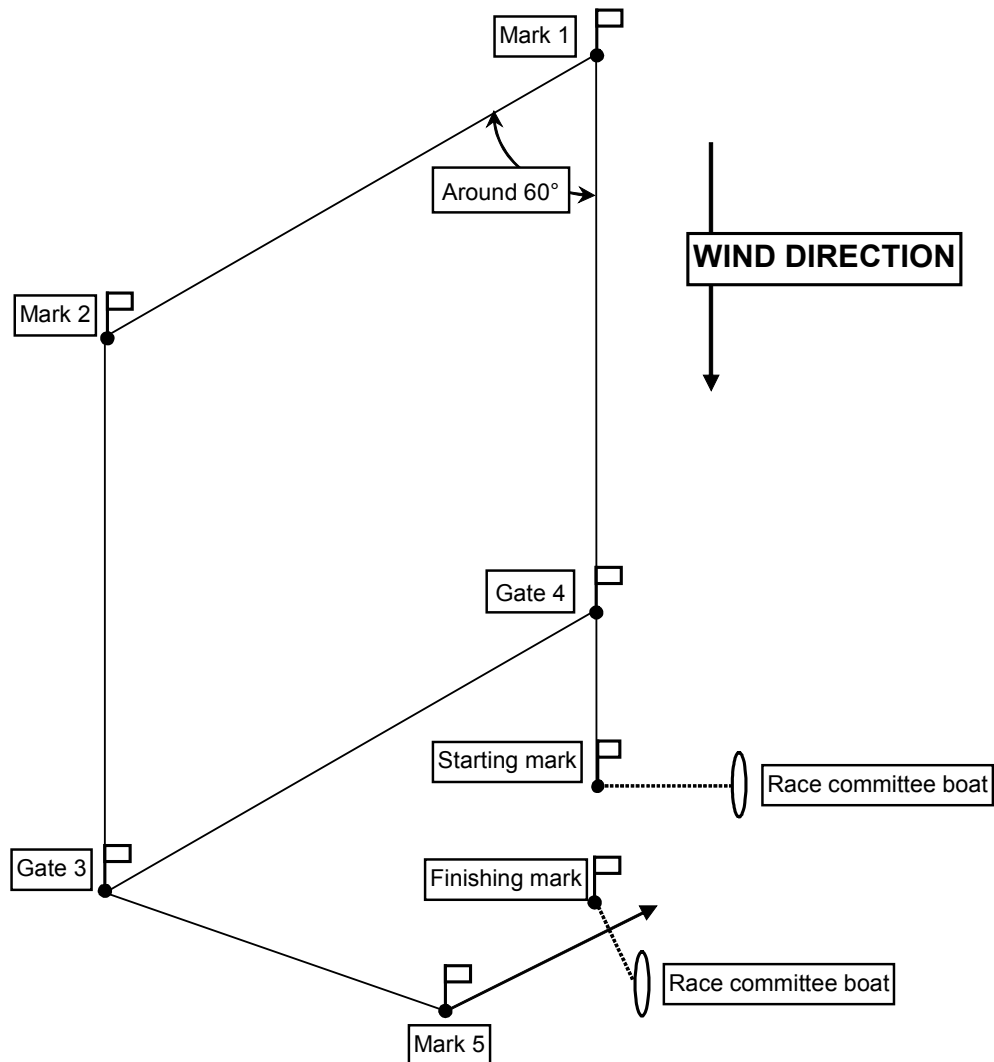 Mark 1
Around 60°
WIND DIRECTION
Mark 2
Gate 4
Starting mark
Race committee boat
Gate 3
Finishing mark
Race committee boat
Mark 5